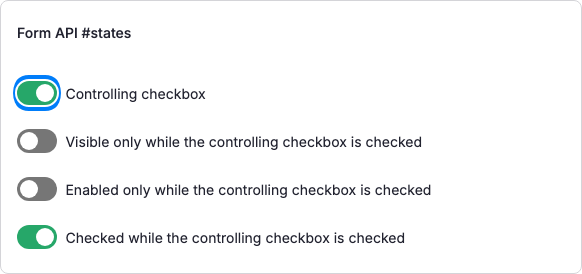 Form API #states
Controlling checkbox
Visible only while the controlling checkbox is checked
Enabled only while the controlling checkbox is checked
Checked while the controlling checkbox is checked